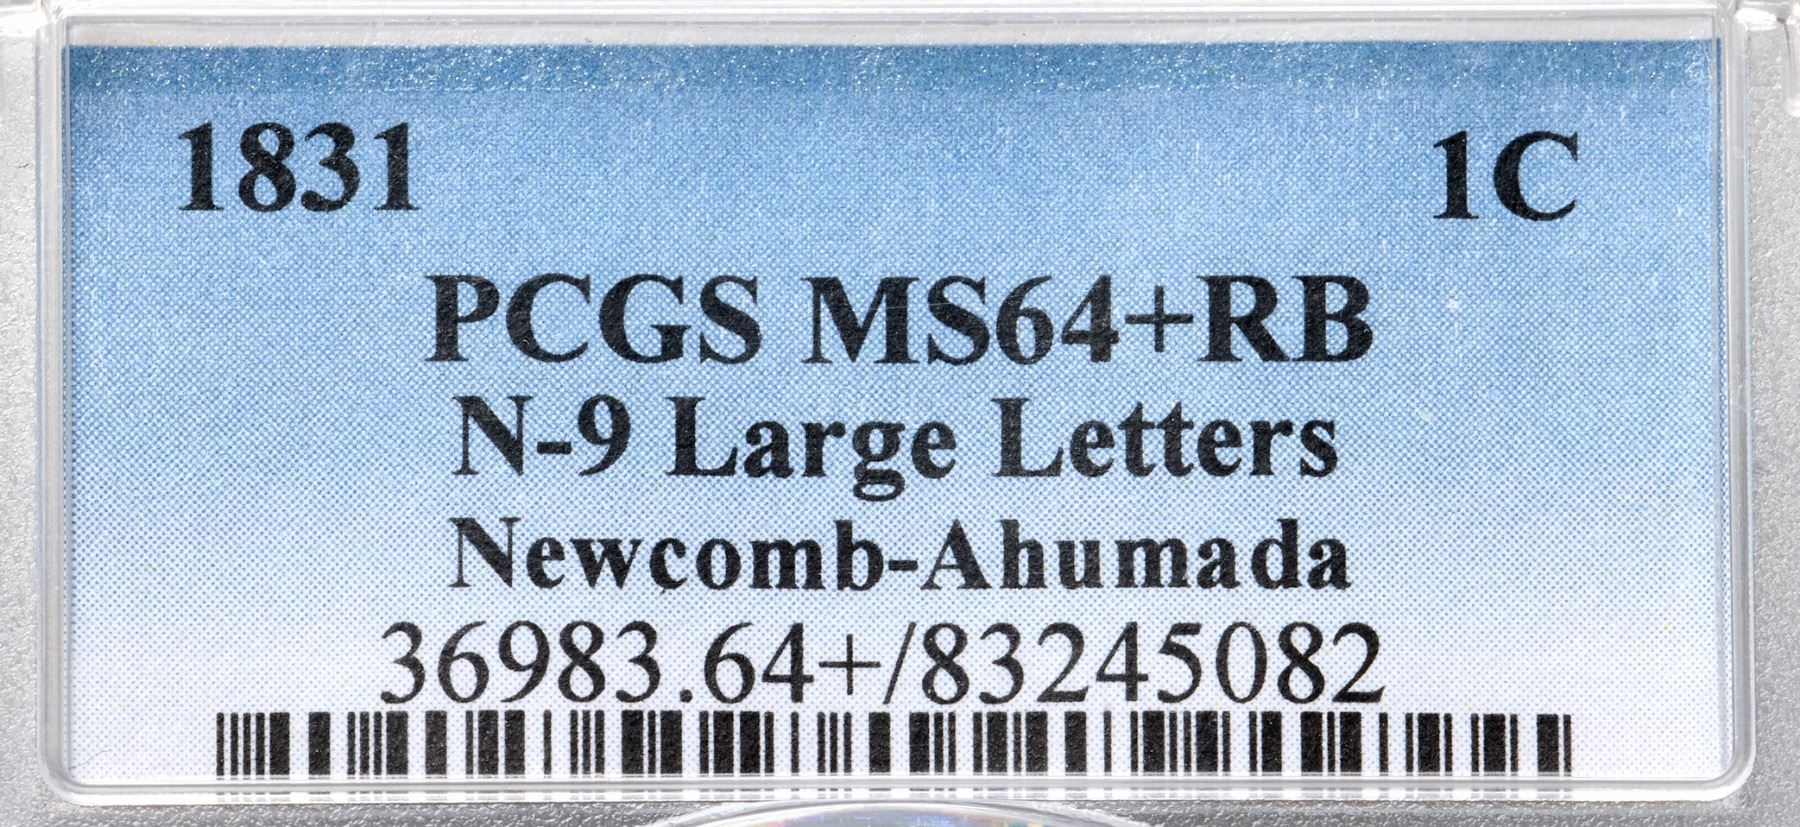 1831 1C
PCGS MS64+RB
N-9 Large Letters
Newcomb-Ahumada
36983.64+/83245082